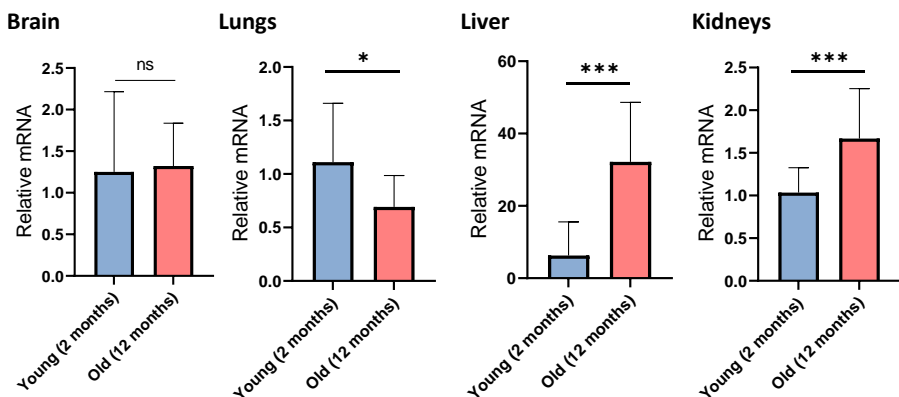 Brain
Relative mRNA
2.5
2.0
1.5
1.0
0.5
0.0
ns
Young (2 months)
Old (12 months)
Lungs
Relative mRNA
2.0
1.5
1.0
0.5
0.0
*
Young (2 months)
Old (12 months)
Liver
Relative mRNA
60
40
20
0
***
Young (2 months)
Old (12 months)
Kidneys
Relative mRNA
2.5
2.0
1.5
1.0
0.5
0.0
***
Young (2 months)
Old (12 months)